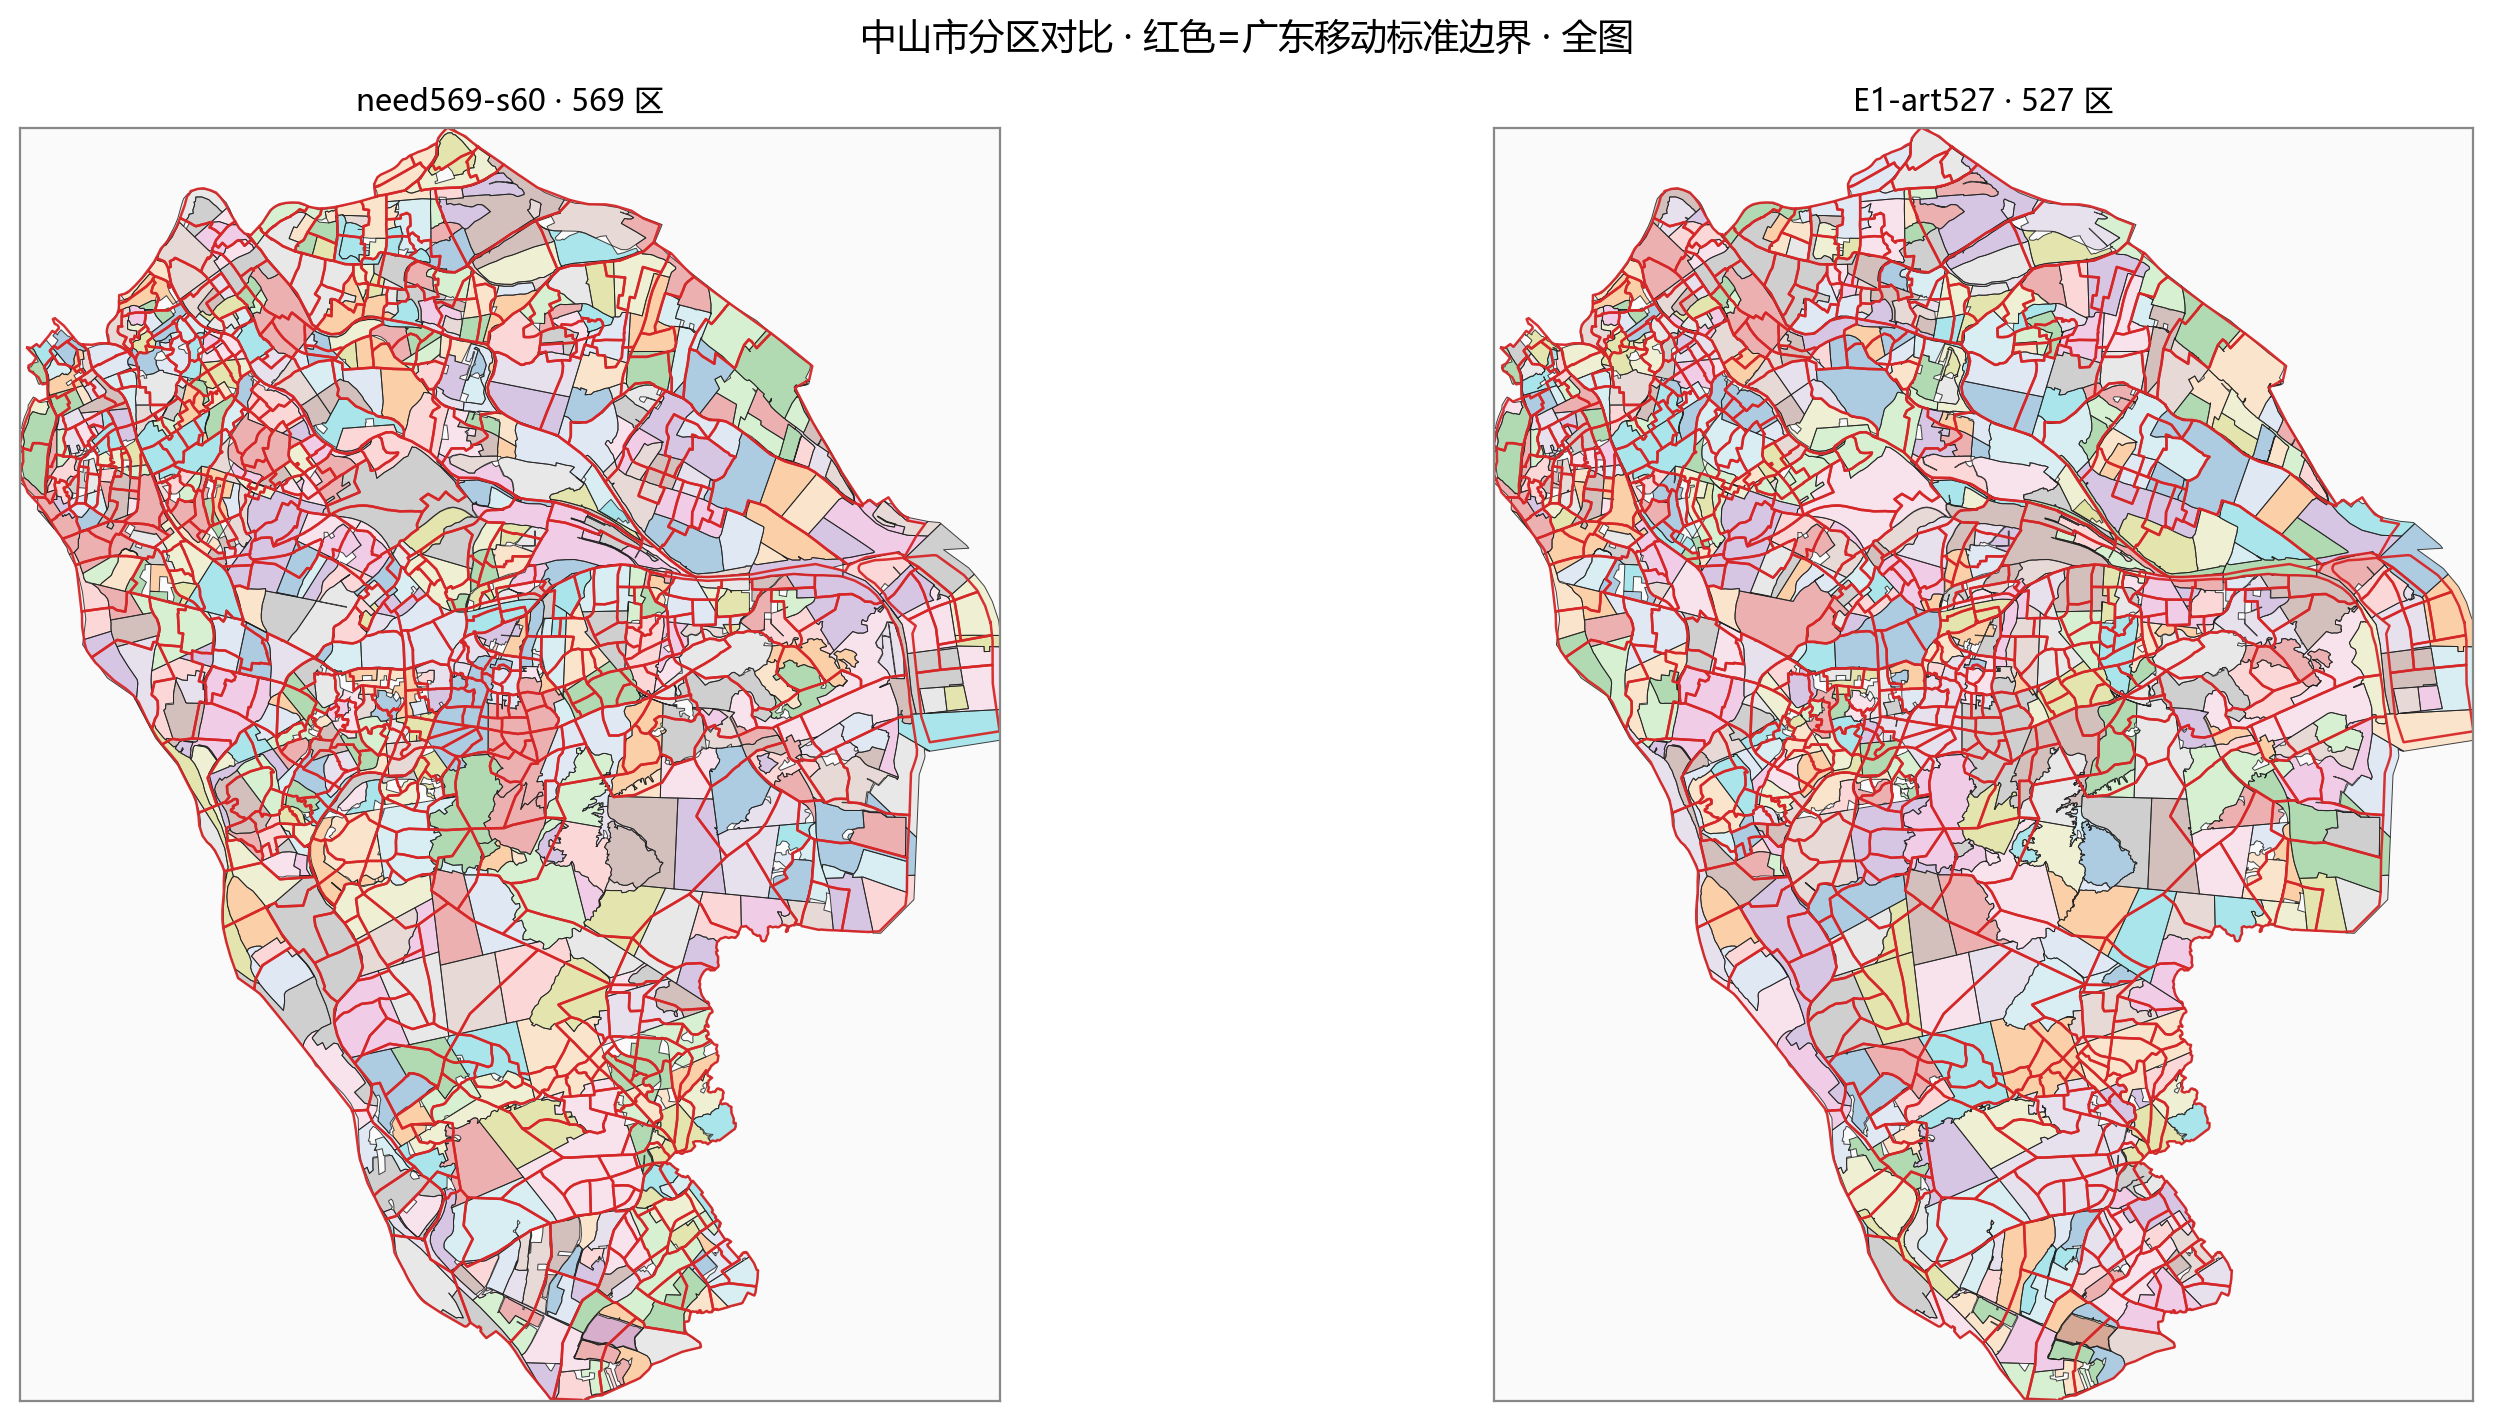 中山市分区对比 · 红色=广东移动标准边界 · 全图
need569-s60 · 569 区
E1-art527 · 527 区